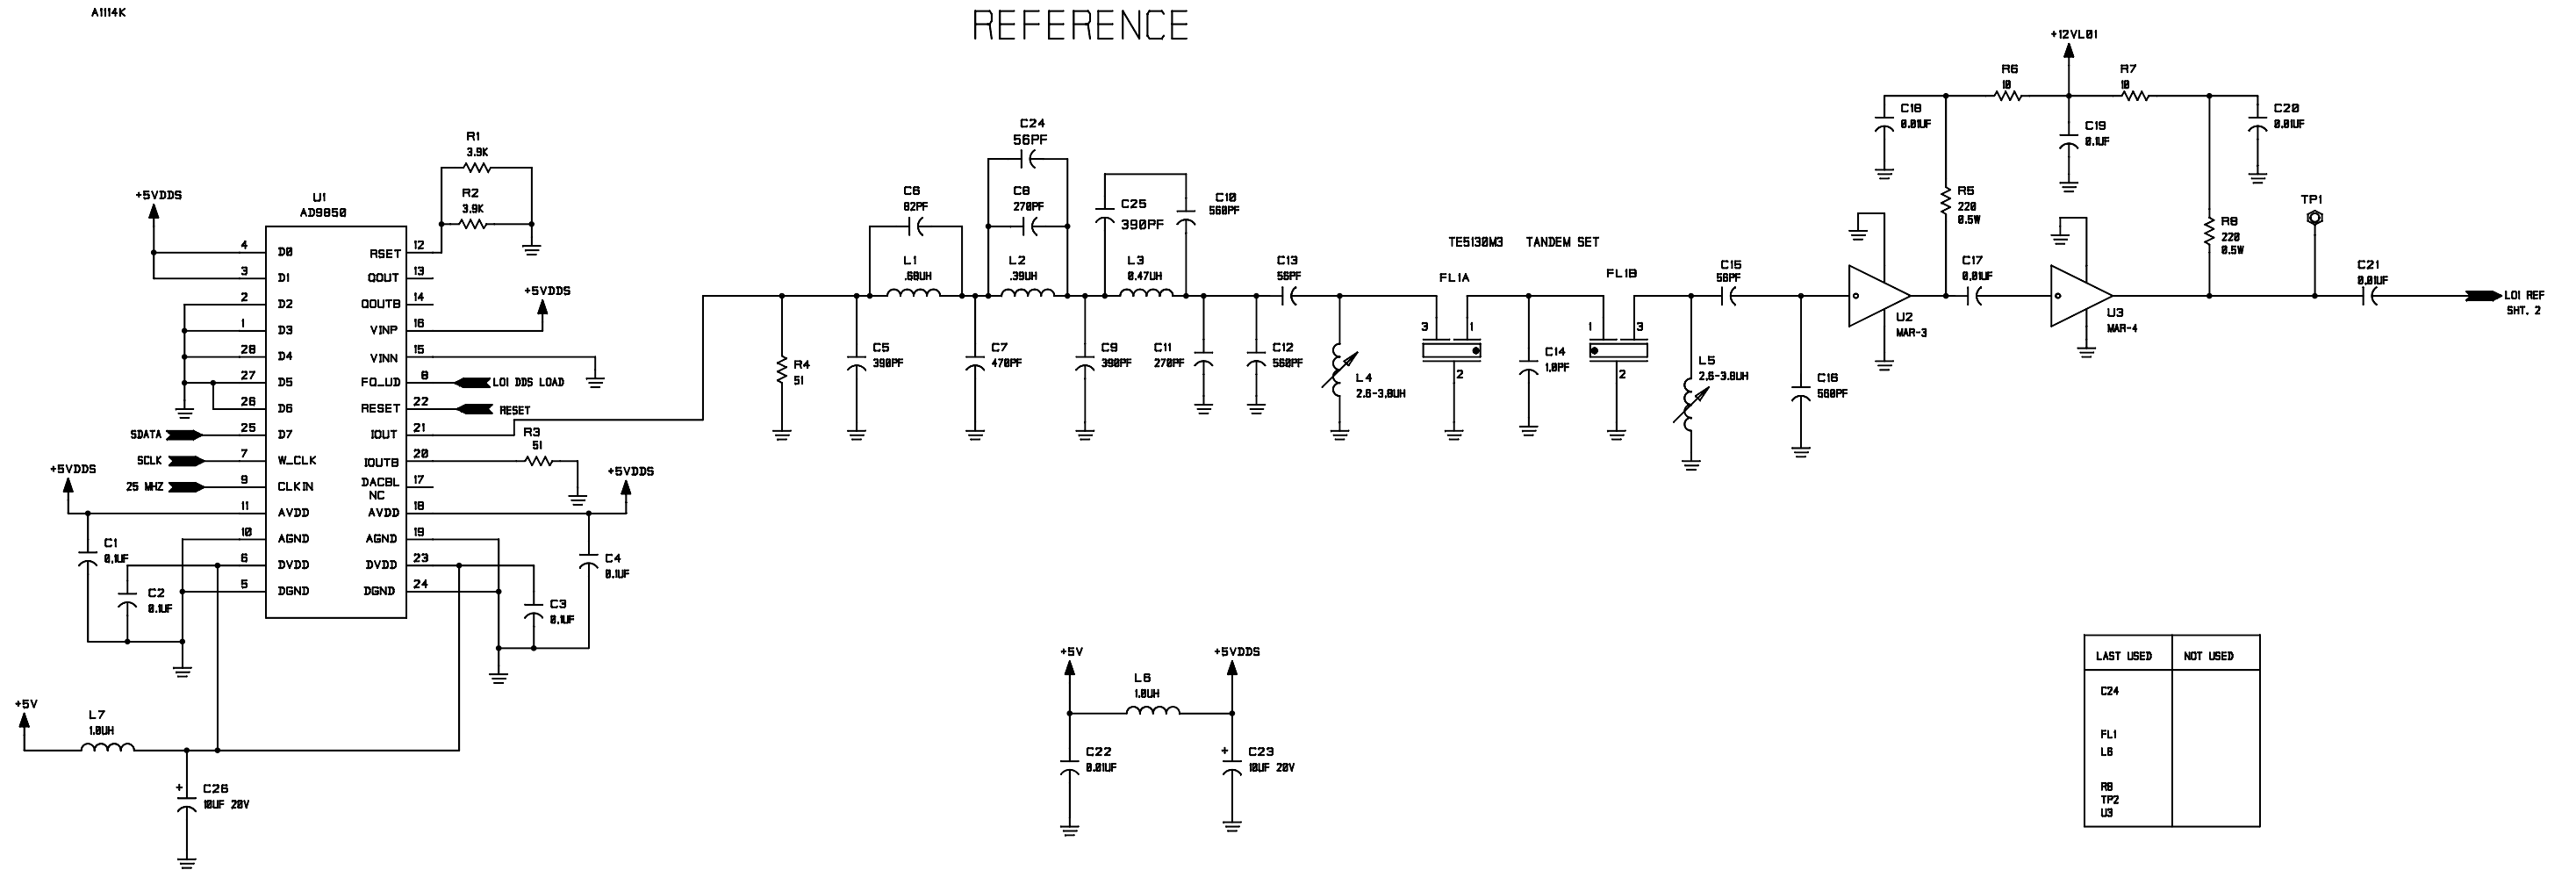 A1114K
REFERENCE
+12VL01
R6
10
R7
10
C18
0.01UF
C19
0.1UF
C20
0.01UF
R1
3.9K
R2
3.9K
C24
56PF
C6
82PF
C8
270PF
C25
390PF
C10
560PF
+5VDDS
U1
AD9850
R5
220
0.5W
TP1
R8
220
0.5W
TE5130M3 TANDEM SET
L1
.68UH
L2
.39UH
L3
0.47UH
C13
56PF
FL1A
FL1B
C15
56PF
C17
0.01UF
C21
0.01UF
U2
MAR-3
U3
MAR-4
LO1 REF
SHT. 2
4 D0 RSET 12
3 D1 QOUT 13
2 D2 QOUTB 14
+5VDDS
1 D3 VINP 16
28 D4 VINN 15
27 D5 FQ_UD 8 LO1 DDS LOAD
26 D6 RESET 22 RESET
SDATA 25 D7 IOUT 21
SCLK 7 W_CLK IOUTB 20
25 MHZ 9 CLKIN DACBL 17
NC
11 AVDD AVDD 18
10 AGND AGND 19
6 DVDD DVDD 23
5 DGND DGND 24
R3
51
+5VDDS
+5VDDS
R4
51
C5
390PF
C7
470PF
C9
390PF
C11
270PF
C12
560PF
L4
2.6-3.8UH
3 1
2
C14
1.0PF
1 3
2
L5
2.6-3.8UH
C16
560PF
C1
0.1UF
C2
0.1UF
C3
0.1UF
C4
0.1UF
+5V
L7
1.0UH
+
C26
10UF 20V
+5V
+5VDDS
L6
1.0UH
C22
0.01UF
+
C23
10UF 20V
LAST USED NOT USED
C24
FL1
L6
R8
TP2
U3